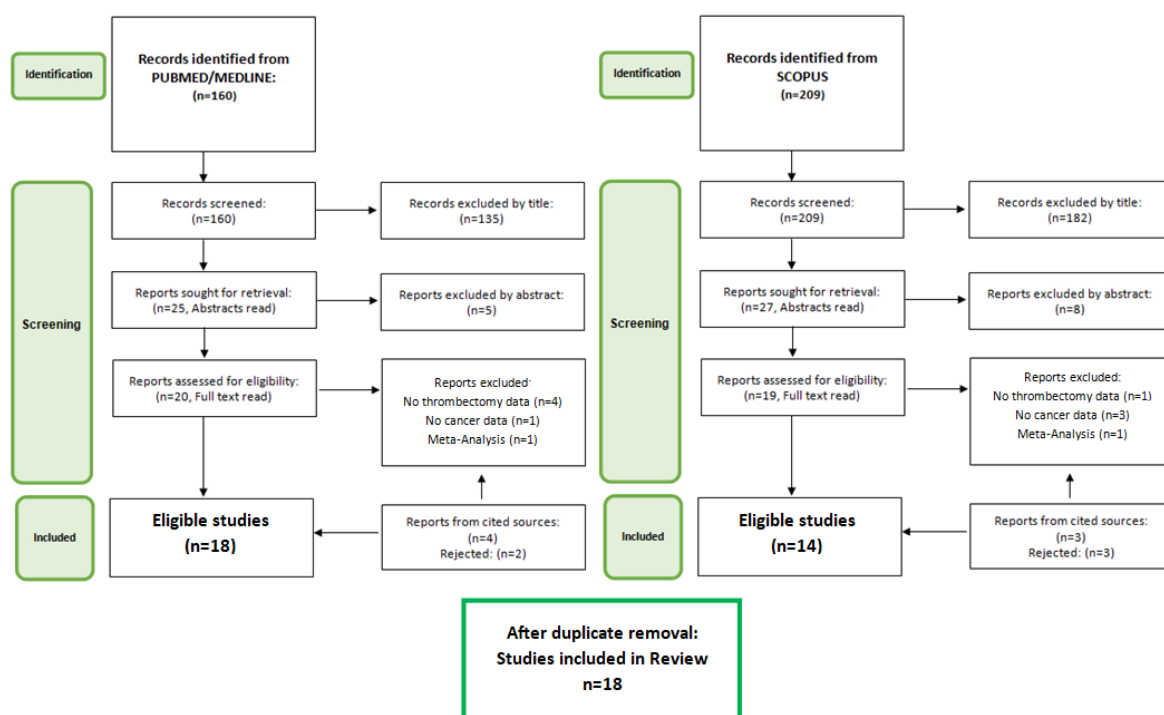 Identification
Records identified from
PUBMED/MEDLINE:
(n=160)
Screening
Records screened:
(n=160)
Records excluded by title:
(n=135)
Reports sought for retrieval:
(n=25, Abstracts read)
Reports excluded by abstract:
(n=5)
Reports assessed for eligibility:
(n=20, Full text read)
Reports excluded:
No thrombectomy data (n=4)
No cancer data (n=1)
Meta-Analysis (n=1)
Included
Eligible studies
(n=18)
Reports from cited sources:
(n=4)
Rejected: (n=2)
Identification
Records identified from
SCOPUS
(n=209)
Screening
Records screened:
(n=209)
Records excluded by title:
(n=182)
Reports sought for retrieval:
(n=27, Abstracts read)
Reports excluded by abstract:
(n=8)
Reports assessed for eligibility:
(n=19, Full text read)
Reports excluded:
No thrombectomy data (n=1)
No cancer data (n=3)
Meta-Analysis (n=1)
Included
Eligible studies
(n=14)
Reports from cited sources:
(n=3)
Rejected: (n=3)
After duplicate removal:
Studies included in Review
n=18